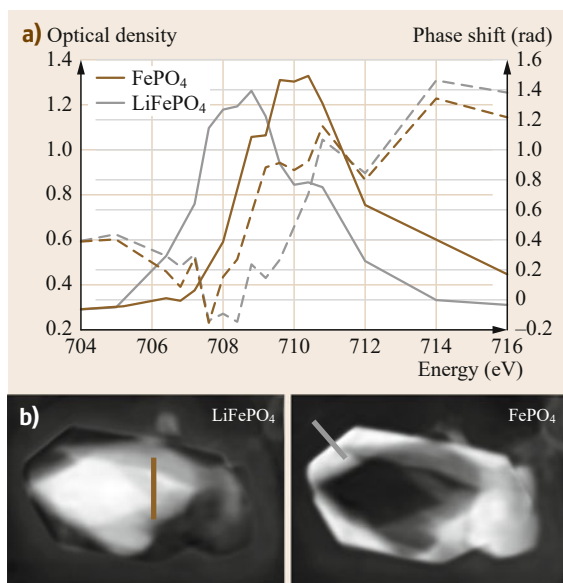 a) Optical density Phase shift (rad)
1.4 1.6
FePO4
LiFePO4
1.4
1.2 1.2
1.0
1.0 0.8
0.6
0.8
0.4
0.6 0.2
0
0.4
0.2 –0.2
704 706 708 710 712 714 716
Energy (eV)
b) LiFePO4 FePO4